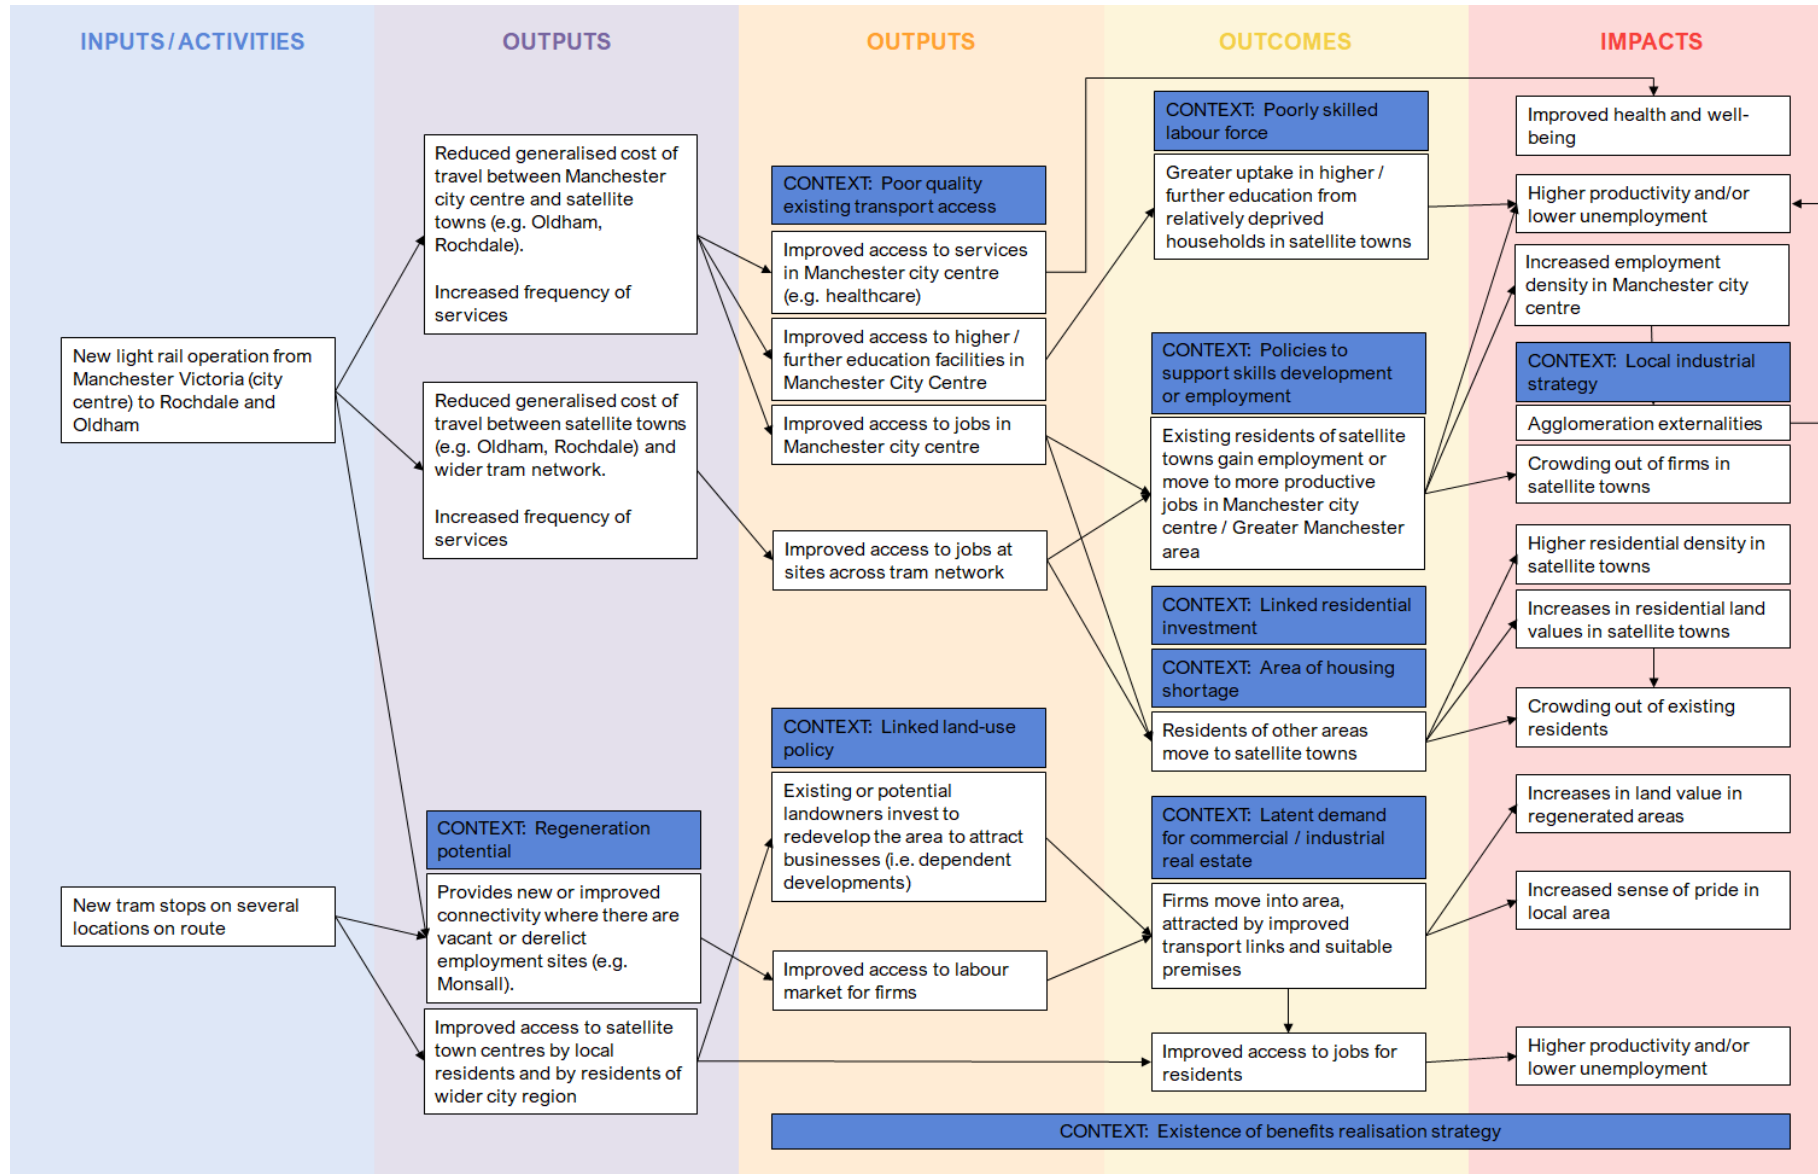 INPUTS / ACTIVITIES
OUTPUTS
OUTPUTS
OUTCOMES
IMPACTS
New light rail operation from
Manchester Victoria (city
centre) to Rochdale and
Oldham
New tram stops on several
locations on route
Reduced generalised cost of
travel between Manchester
city centre and satellite
towns (e.g. Oldham,
Rochdale).
Increased frequency of
services
Reduced generalised cost of
travel between satellite towns
(e.g. Oldham, Rochdale) and
wider tram network.
Increased frequency of
services
CONTEXT: Regeneration
potential
Provides new or improved
connectivity where there are
vacant or derelict
employment sites (e.g.
Monsall).
Improved access to satellite
town centres by local
residents and by residents of
wider city region
CONTEXT: Poor quality
existing transport access
Improved access to services
in Manchester city centre
(e.g. healthcare)
Improved access to higher /
further education facilities in
Manchester City Centre
Improved access to jobs in
Manchester city centre
Improved access to jobs at
sites across tram network
CONTEXT: Linked land-use
policy
Existing or potential
landowners invest to
redevelop the area to attract
businesses (i.e. dependent
developments)
Improved access to labour
market for firms
CONTEXT: Poorly skilled
labour force
Greater uptake in higher /
further education from
relatively deprived
households in satellite towns
CONTEXT: Policies to
support skills development
or employment
Existing residents of satellite
towns gain employment or
move to more productive
jobs in Manchester city
centre / Greater Manchester
area
CONTEXT: Linked residential
investment
CONTEXT: Area of housing
shortage
Residents of other areas
move to satellite towns
CONTEXT: Latent demand
for commercial / industrial
real estate
Firms move into area,
attracted by improved
transport links and suitable
premises
Improved access to jobs for
residents
Improved health and well-
being
Higher productivity and/or
lower unemployment
Increased employment
density in Manchester city
centre
CONTEXT: Local industrial
strategy
Agglomeration externalities
Crowding out of firms in
satellite towns
Higher residential density in
satellite towns
Increases in residential land
values in satellite towns
Crowding out of existing
residents
Increases in land value in
regenerated areas
Increased sense of pride in
local area
Higher productivity and/or
lower unemployment
CONTEXT: Existence of benefits realisation strategy